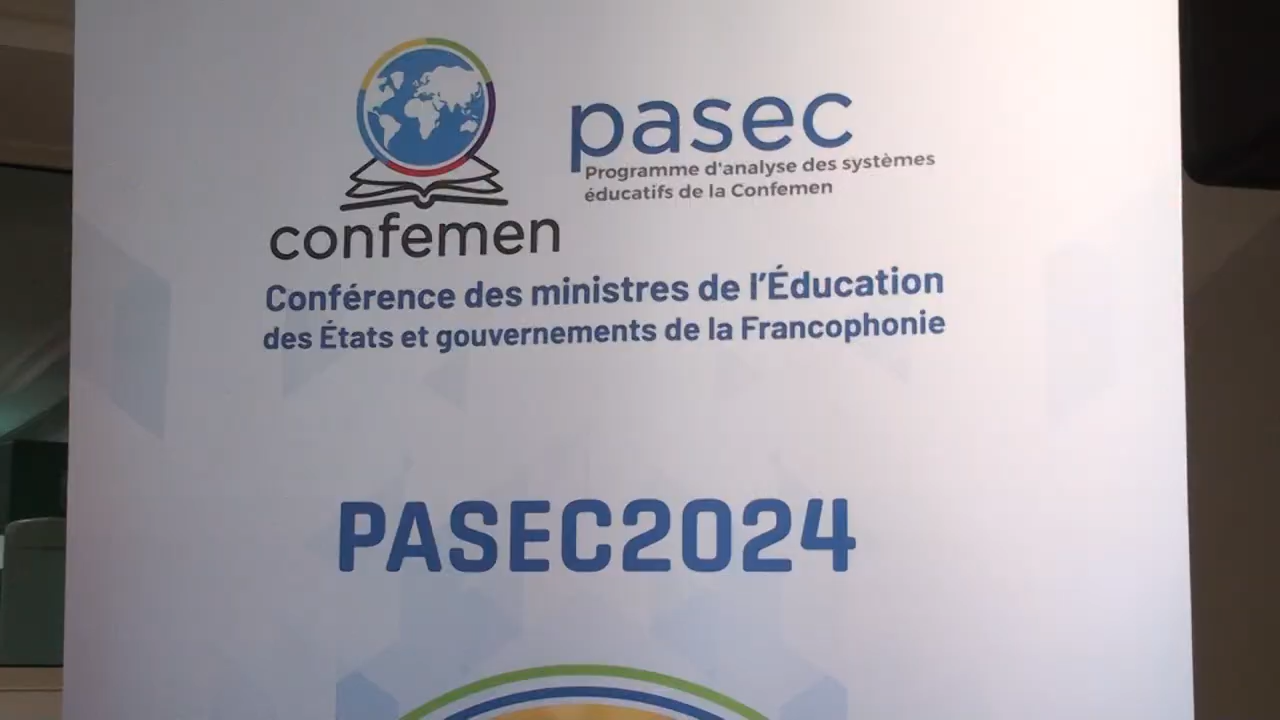 pasec
Programme d'analyse des systèmes
éducatifs de la Confemen
confemen
Conférence des ministres de l'Éducation
des États et gouvernements de la Francophonie
PASEC2024